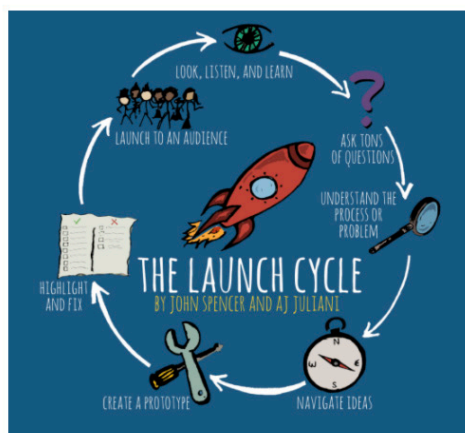 LOOK, LISTEN, AND LEARN
ASK TONS
OF QUESTIONS
UNDERSTAND THE
PROCESS OR
PROBLEM
NAVIGATE IDEAS
CREATE A PROTOTYPE
HIGHLIGHT
AND FIX
LAUNCH TO AN AUDIENCE
THE LAUNCH CYCLE
BY JOHN SPENCER AND AJ JULIANI
N
E
S
W